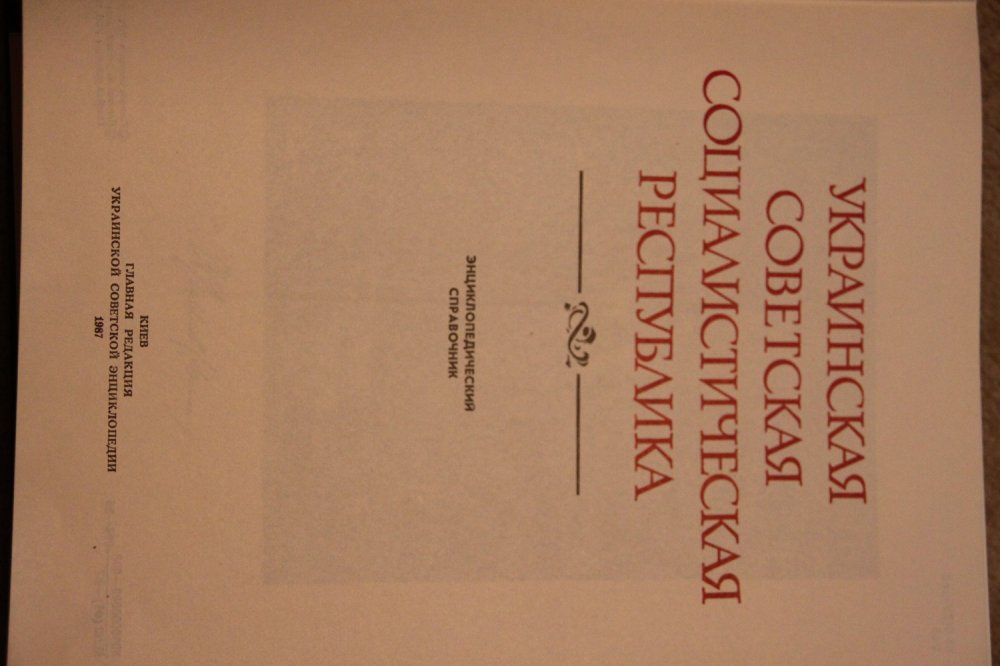 УКРАИНСКАЯ
СОВЕТСКАЯ
СОЦИАЛИСТИЧЕСКАЯ
РЕСПУБЛИКА
ЭНЦИКЛОПЕДИЧЕСКИЙ
СПРАВОЧНИК
КИЕВ
ГЛАВНАЯ РЕДАКЦИЯ
УКРАИНСКОЙ СОВЕТСКОЙ ЭНЦИКЛОПЕДИИ
1987